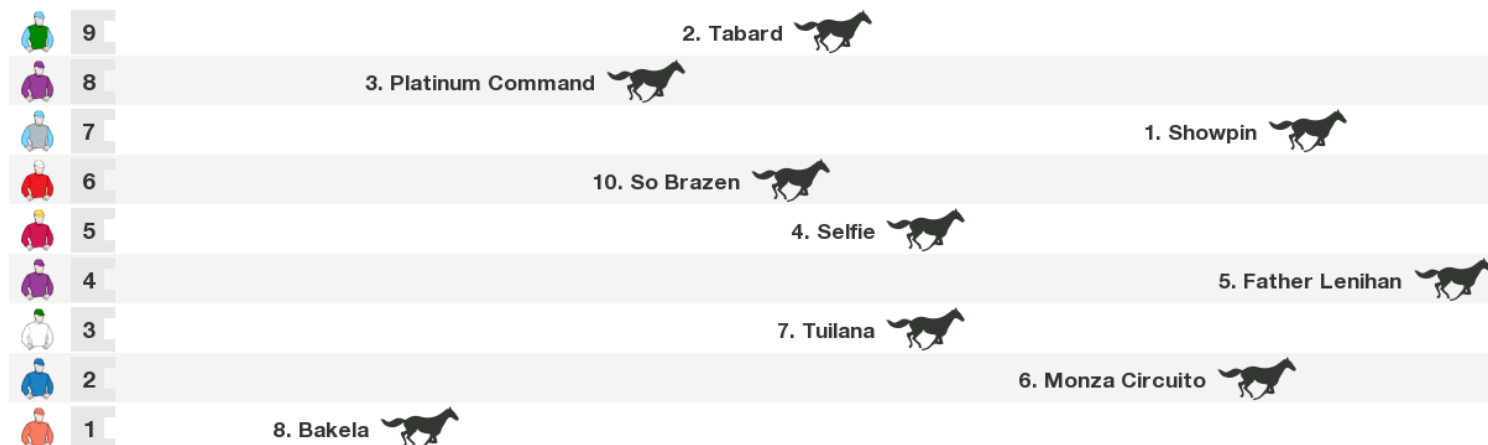 9 2. Tabard
8 3. Platinum Command
7 1. Showpin
6 10. So Brazen
5 4. Selfie
4 5. Father Lenihan
3 7. Tuilana
2 6. Monza Circuito
1 8. Bakela